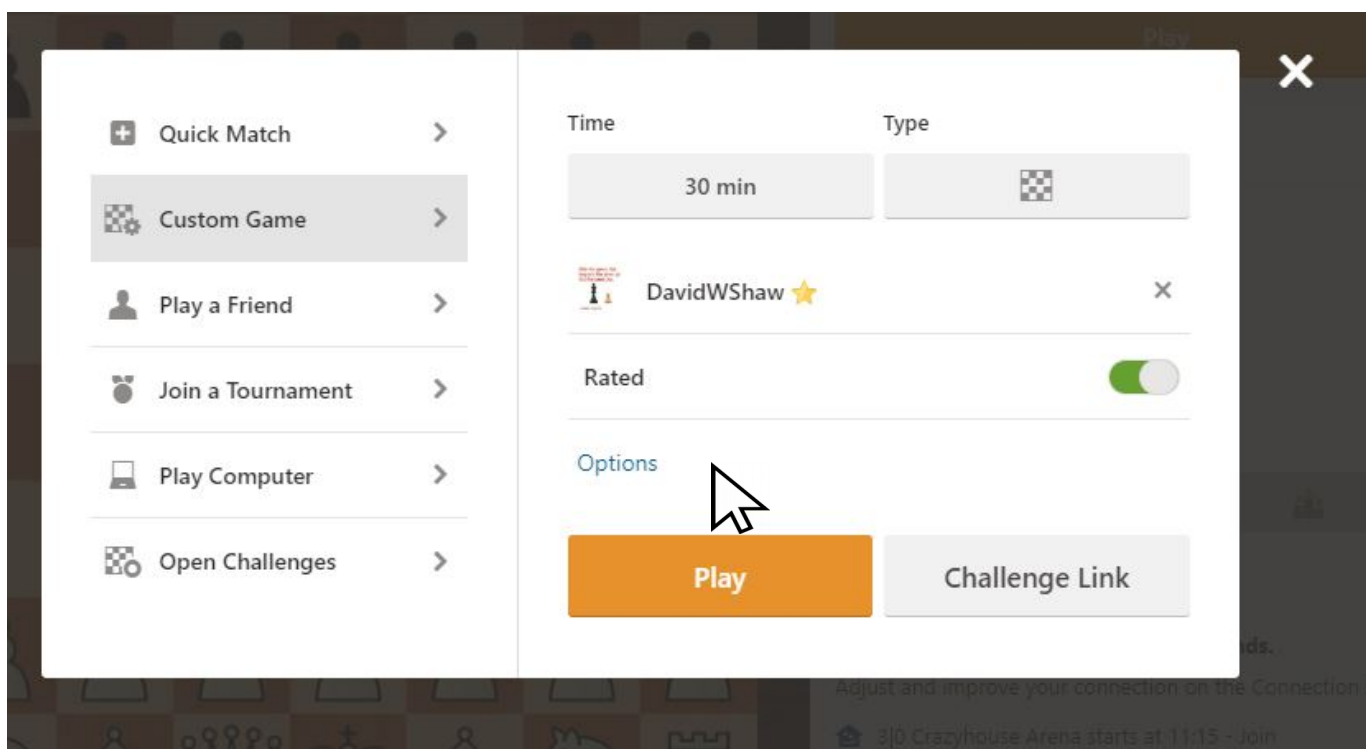 Play
Quick Match
Custom Game
Play a Friend
Join a Tournament
Play Computer
Open Challenges
Time
Type
30 min
DavidWShaw
Rated
Options
Play
Challenge Link
nds.
Adjust and improve your connection on the Connection
3|0 Crazyhouse Arena starts at 11:15 - Join